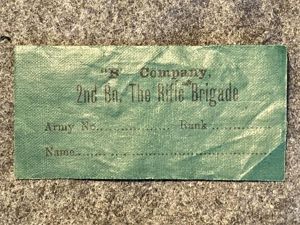 "S" Company,
2nd Bn. The Rifle Brigade
Army No.................... Rank ...............
Name.......................................................